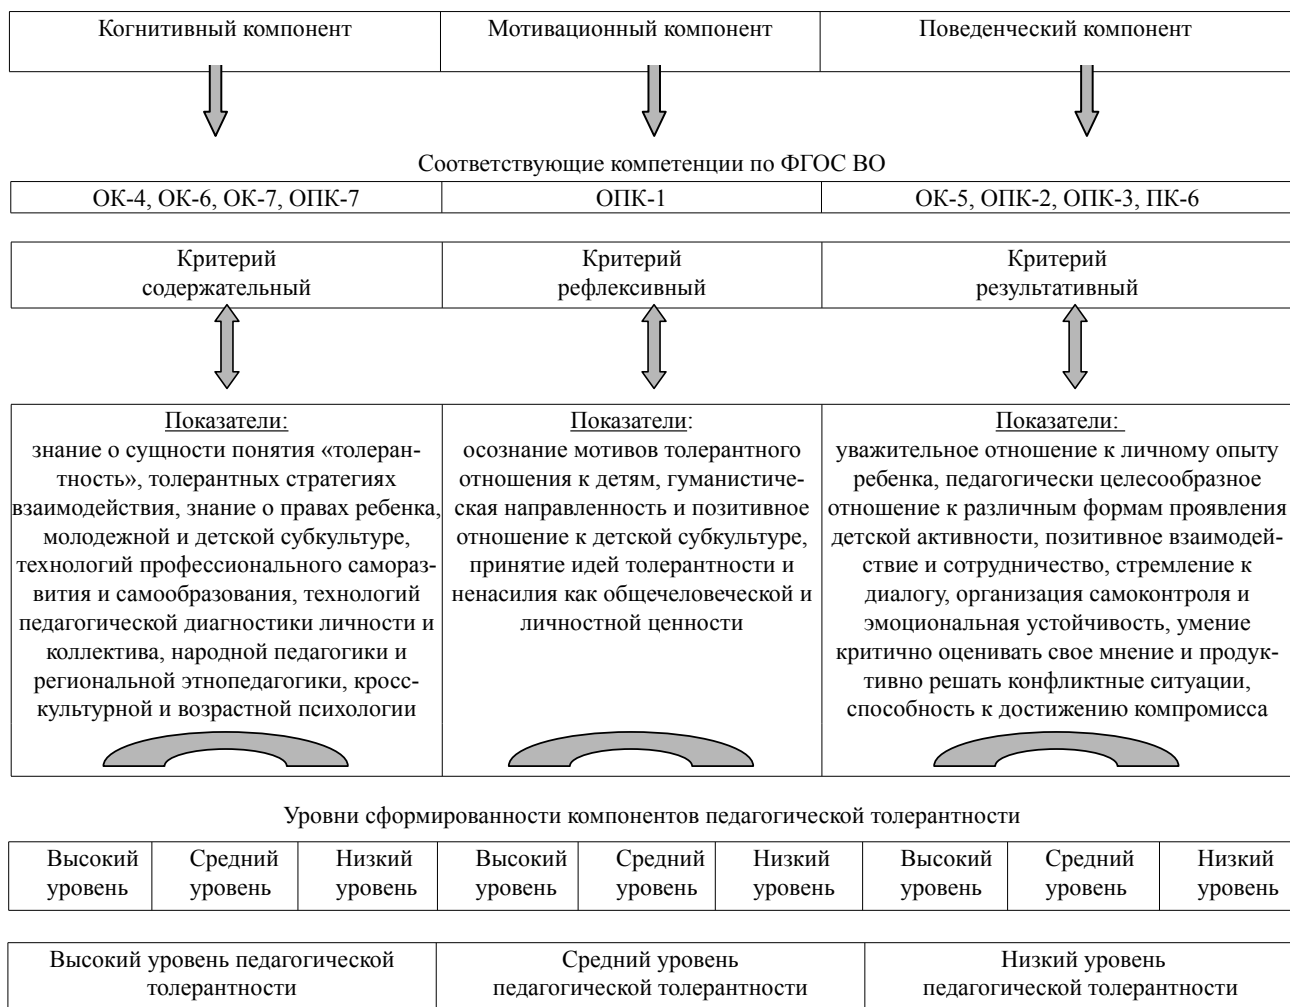 Когнитивный компонент
Мотивационный компонент
Поведенческий компонент
Соответствующие компетенции по ФГОС ВО
ОК-4, ОК-6, ОК-7, ОПК-7
ОПК-1
ОК-5, ОПК-2, ОПК-3, ПК-6
Критерий
содержательный
Критерий
рефлексивный
Критерий
результативный
Показатели:
знание о сущности понятия «толеран-
тность», толерантных стратегиях
взаимодействия, знание о правах ребенка,
молодежной и детской субкультуре,
технологий профессионального самораз-
вития и самообразования, технологий
педагогической диагностики личности и
коллектива, народной педагогики и
региональной этнопедагогики, кросс-
культурной и возрастной психологии
Показатели:
осознание мотивов толерантного
отношения к детям, гуманистиче-
ская направленность и позитивное
отношение к детской субкультуре,
принятие идей толерантности и
ненасилия как общечеловеческой и
личностной ценности
Показатели:
уважительное отношение к личному опыту
ребенка, педагогически целесообразное
отношение к различным формам проявления
детской активности, позитивное взаимодей-
ствие и сотрудничество, стремление к
диалогу, организация самоконтроля и
эмоциональная устойчивость, умение
критично оценивать свое мнение и продук-
тивно решать конфликтные ситуации,
способность к достижению компромисса
Уровни сформированности компонентов педагогической толерантности
Высокий
уровень
Средний
уровень
Низкий
уровень
Высокий
уровень
Средний
уровень
Низкий
уровень
Высокий
уровень
Средний
уровень
Низкий
уровень
Высокий уровень педагогической
толерантности
Средний уровень
педагогической толерантности
Низкий уровень
педагогической толерантности